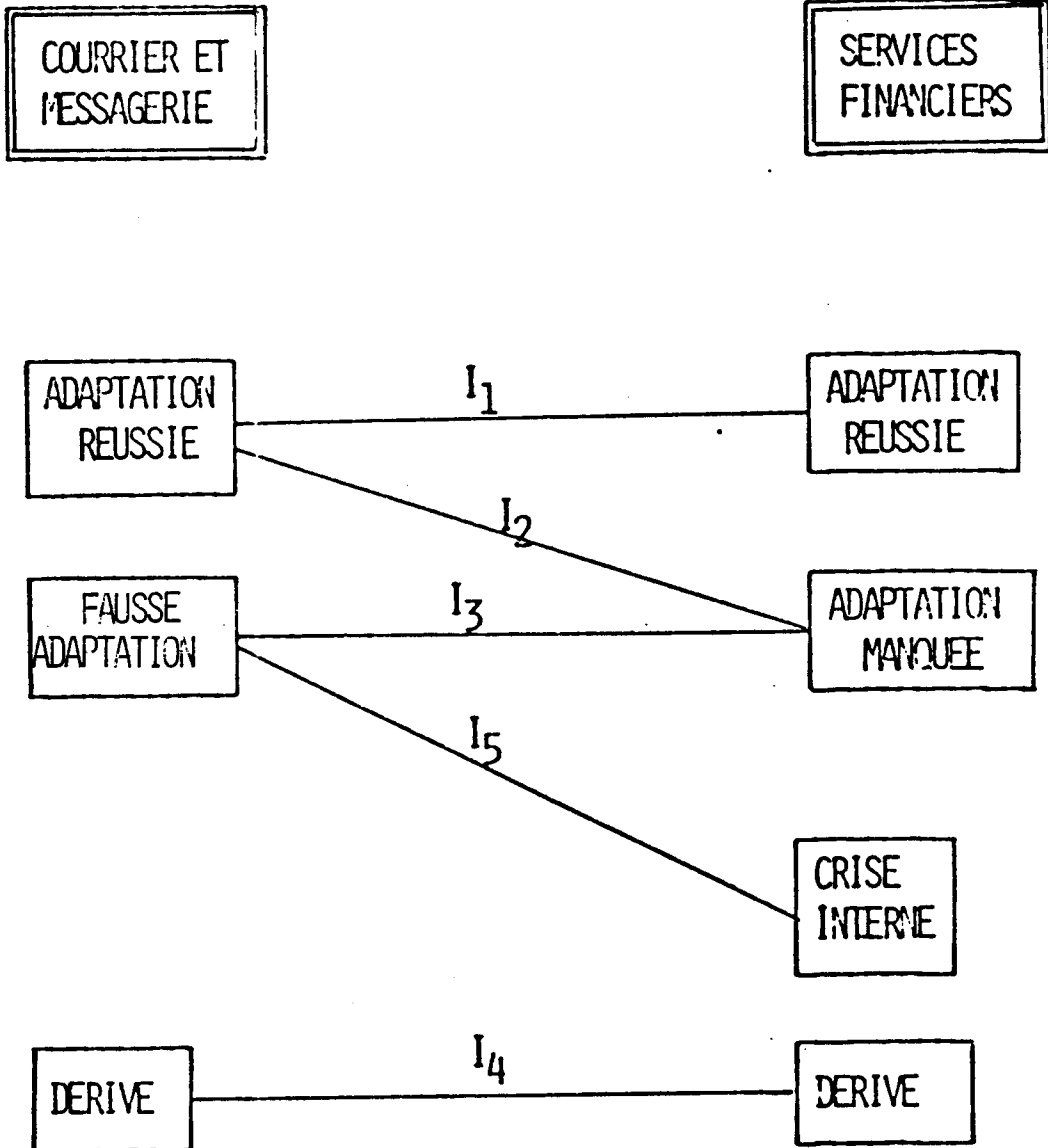 COURRIER ET
MESSAGERIE
SERVICES
FINANCIERS
ADAPTATION
REUSSIE
I1
ADAPTATION
REUSSIE
I2
FAUSSE
ADAPTATION
I3
ADAPTATION
MANQUEE
I5
CRISE
INTERNE
DERIVE
I4
DERIVE